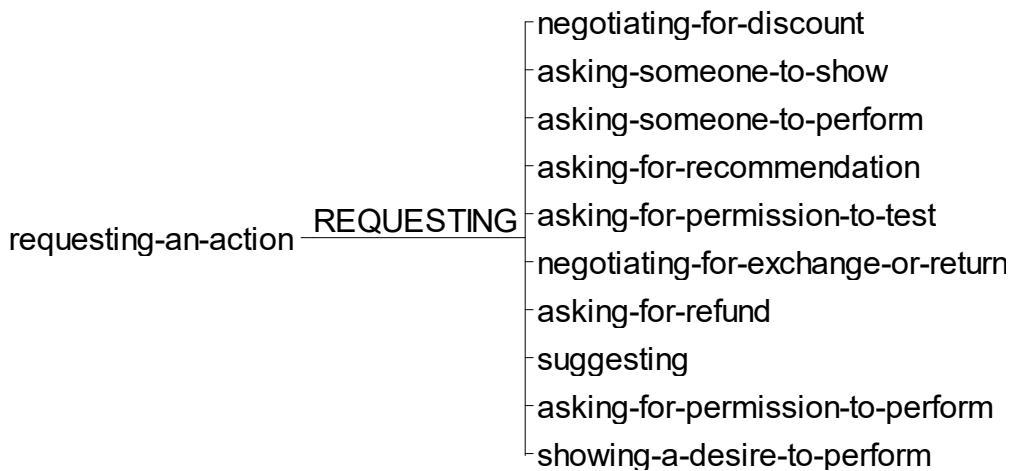 negotiating-for-discount
asking-someone-to-show
asking-someone-to-perform
asking-for-recommendation
requesting-an-action REQUESTING asking-for-permission-to-test
negotiating-for-exchange-or-return
asking-for-refund
suggesting
asking-for-permission-to-perform
showing-a-desire-to-perform